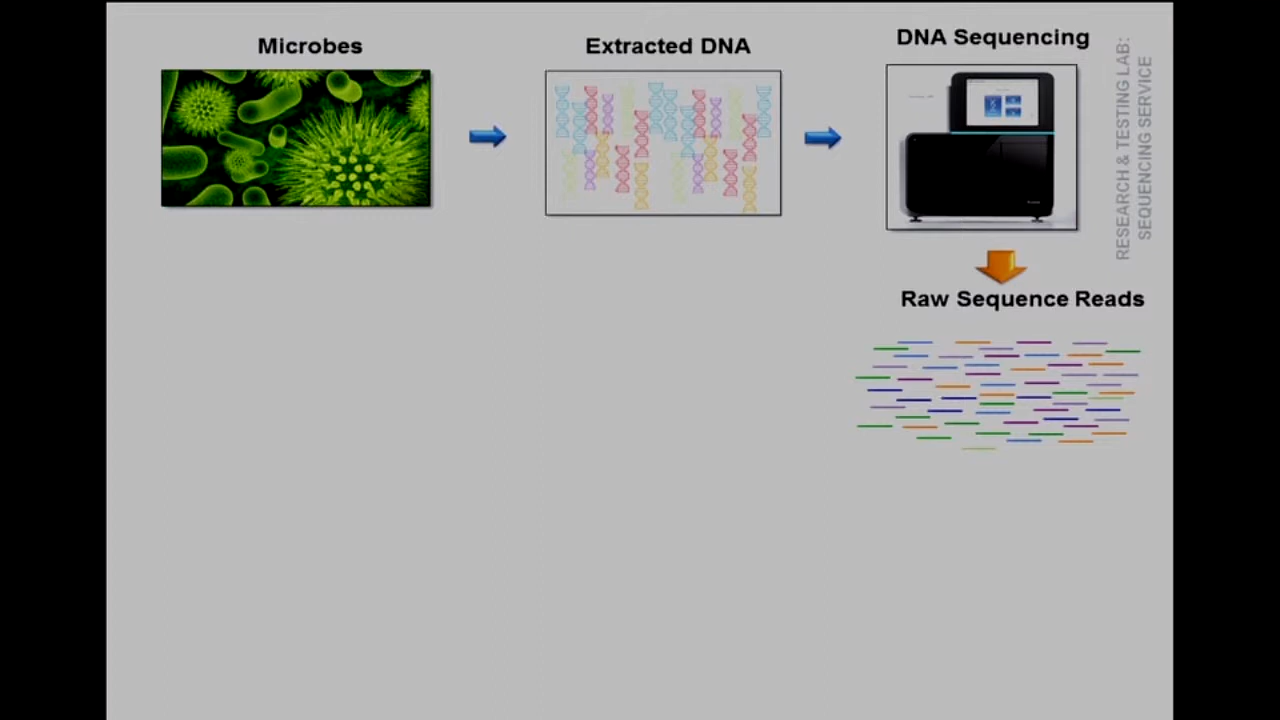 Microbes
Extracted DNA
DNA Sequencing
RESEARCH & TESTING LAB:
SEQUENCING SERVICE
Raw Sequence Reads